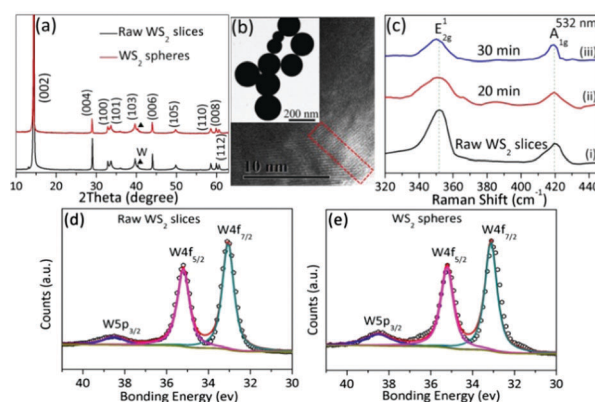 (a)
Raw WS₂ slices
WS₂ spheres
(002)
(004)
(100)
(101)
(103)
(006)
(105)
(110)
(008)
(112)
W
10 20 30 40 50 60
2Theta (degree)
(b)
200 nm
10 nm
(c)
E¹₂g
A₁g
532 nm
30 min
(iii)
20 min
(ii)
Raw WS₂ slices
(i)
320 340 360 380 400 420 440
Raman Shift (cm⁻¹)
(d)
Raw WS₂ slices
W4f₇/₂
W4f₅/₂
W5p₃/₂
Counts (a.u.)
40 38 36 34 32 30
Bonding Energy (ev)
(e)
WS₂ spheres
W4f₇/₂
W4f₅/₂
W5p₃/₂
Counts (a.u.)
40 38 36 34 32 30
Binding Energy (ev)